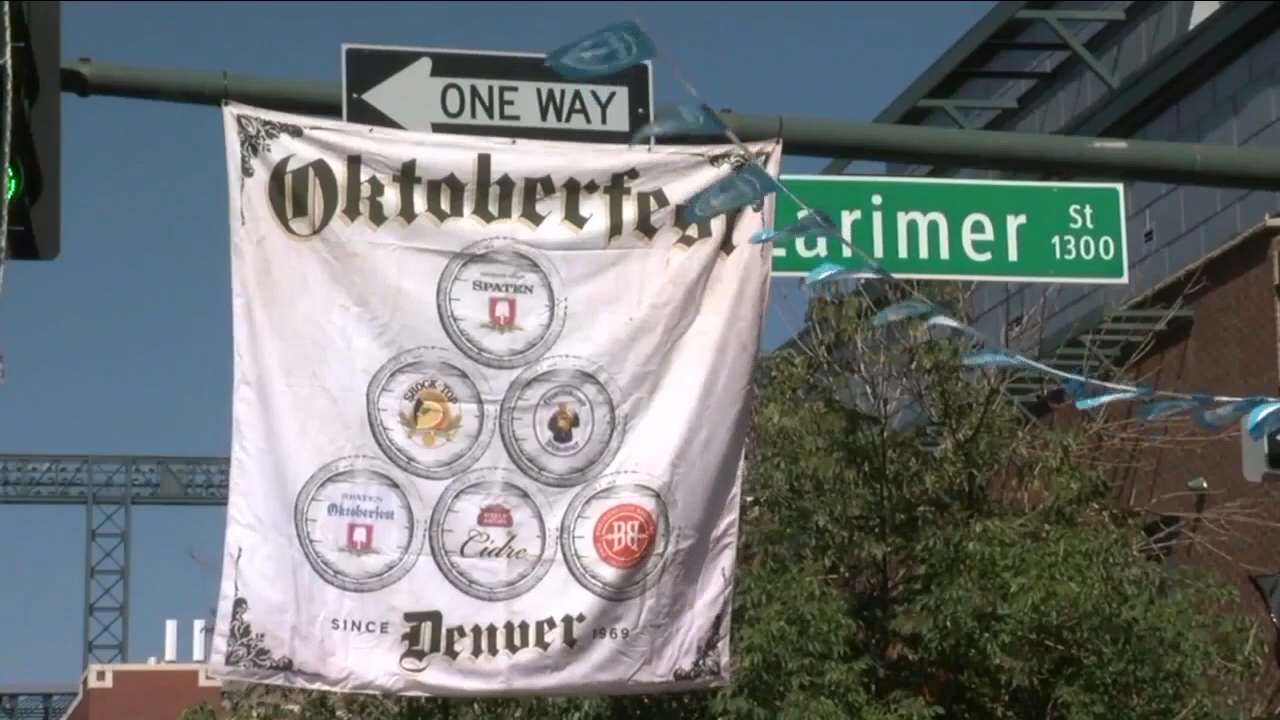 ONE WAY
Oktoberfest
Larimer St
1300
SPATEN
SHOCK TOP
SPATEN
Oktoberfest
Cidre
BB
SINCE Denver 1969